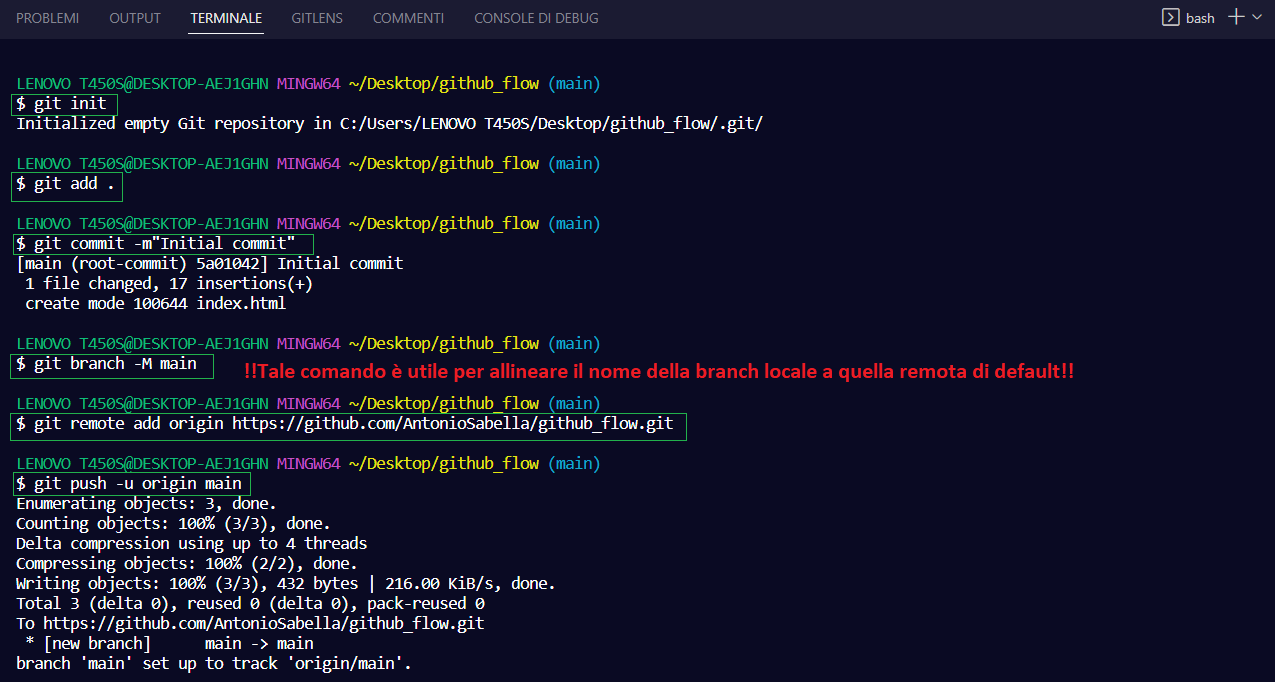 PROBLEMI OUTPUT TERMINALE GITLENS COMMENTI CONSOLE DI DEBUG bash
LENOVO T450S@DESKTOP-AEJ1GHN MINGW64 ~/Desktop/github_flow (main)
$ git init
Initialized empty Git repository in C:/Users/LENOVO T450S/Desktop/github_flow/.git/
LENOVO T450S@DESKTOP-AEJ1GHN MINGW64 ~/Desktop/github_flow (main)
$ git add .
LENOVO T450S@DESKTOP-AEJ1GHN MINGW64 ~/Desktop/github_flow (main)
$ git commit -m"Initial commit"
[main (root-commit) 5a01042] Initial commit
1 file changed, 17 insertions(+)
create mode 100644 index.html
LENOVO T450S@DESKTOP-AEJ1GHN MINGW64 ~/Desktop/github_flow (main)
$ git branch -M main !!Tale comando è utile per allineare il nome della branch locale a quella remota di default!!
LENOVO T450S@DESKTOP-AEJ1GHN MINGW64 ~/Desktop/github_flow (main)
$ git remote add origin https://github.com/AntonioSabella/github_flow.git
LENOVO T450S@DESKTOP-AEJ1GHN MINGW64 ~/Desktop/github_flow (main)
$ git push -u origin main
Enumerating objects: 3, done.
Counting objects: 100% (3/3), done.
Delta compression using up to 4 threads
Compressing objects: 100% (2/2), done.
Writing objects: 100% (3/3), 432 bytes | 216.00 KiB/s, done.
Total 3 (delta 0), reused 0 (delta 0), pack-reused 0
To https://github.com/AntonioSabella/github_flow.git
* [new branch] main -> main
branch 'main' set up to track 'origin/main'.